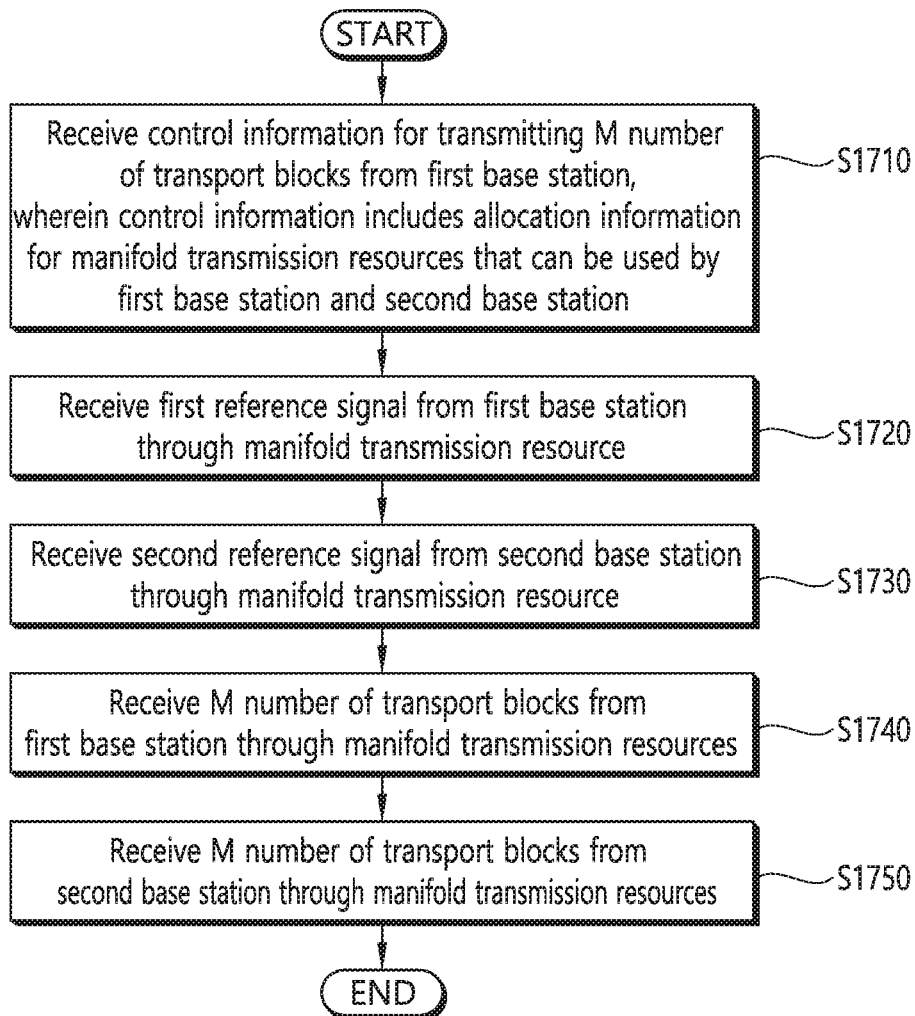 START
Receive control information for transmitting M number
of transport blocks from first base station,
wherein control information includes allocation information
for manifold transmission resources that can be used by
first base station and second base station
S1710
Receive first reference signal from first base station
through manifold transmission resource
S1720
Receive second reference signal from second base station
through manifold transmission resource
S1730
Receive M number of transport blocks from
first base station through manifold transmission resources
S1740
Receive M number of transport blocks from
second base station through manifold transmission resources
S1750
END